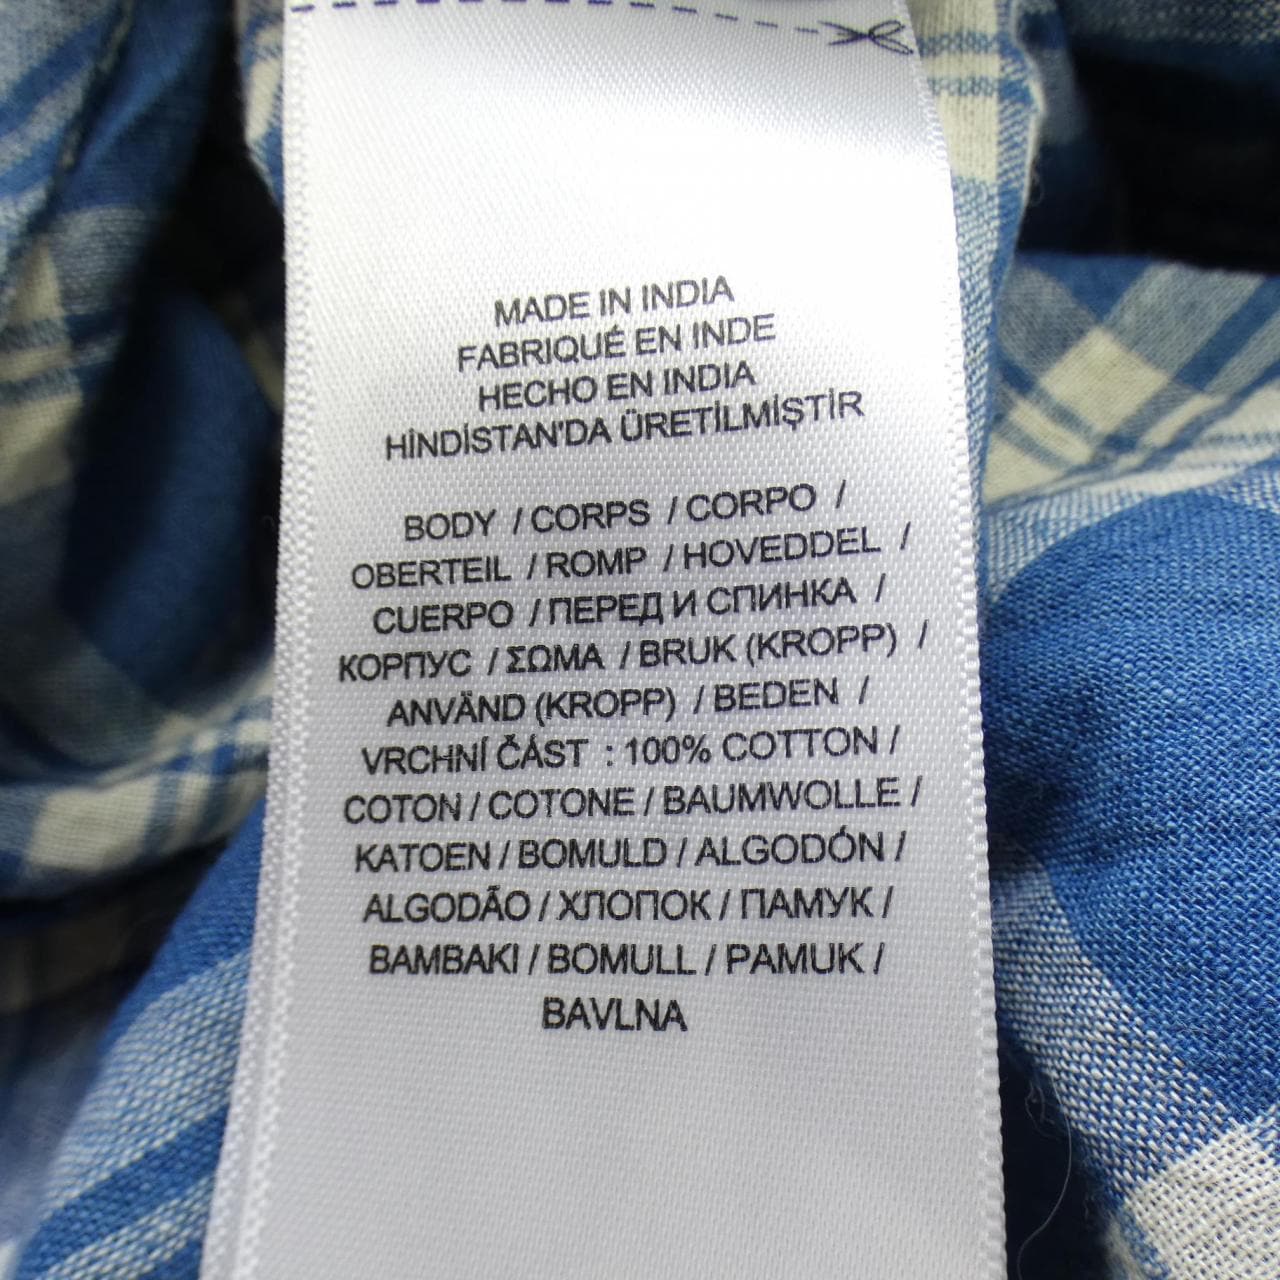 MADE IN INDIA
FABRIQUÉ EN INDE
HECHO EN INDIA
HİNDİSTAN'DA ÜRETİLMİŞTİR
BODY / CORPS / CORPO /
OBERTEIL / ROMP / HOVEDDEL /
CUERPO / ПЕРЕД И СПИНКА /
КОРПУС / ΣΩΜΑ / BRUK (KROPP) /
ANVÄND (KROPP) / BEDEN /
VRCHNÍ ČÁST : 100% COTTON /
COTON / COTONE / BAUMWOLLE /
KATOEN / BOMULD / ALGODÓN /
ALGODÃO / ХЛОПОК / ПАМУК /
ΒΑΜΒΑΚΙ / BOMULL / PAMUK /
BAVLNA